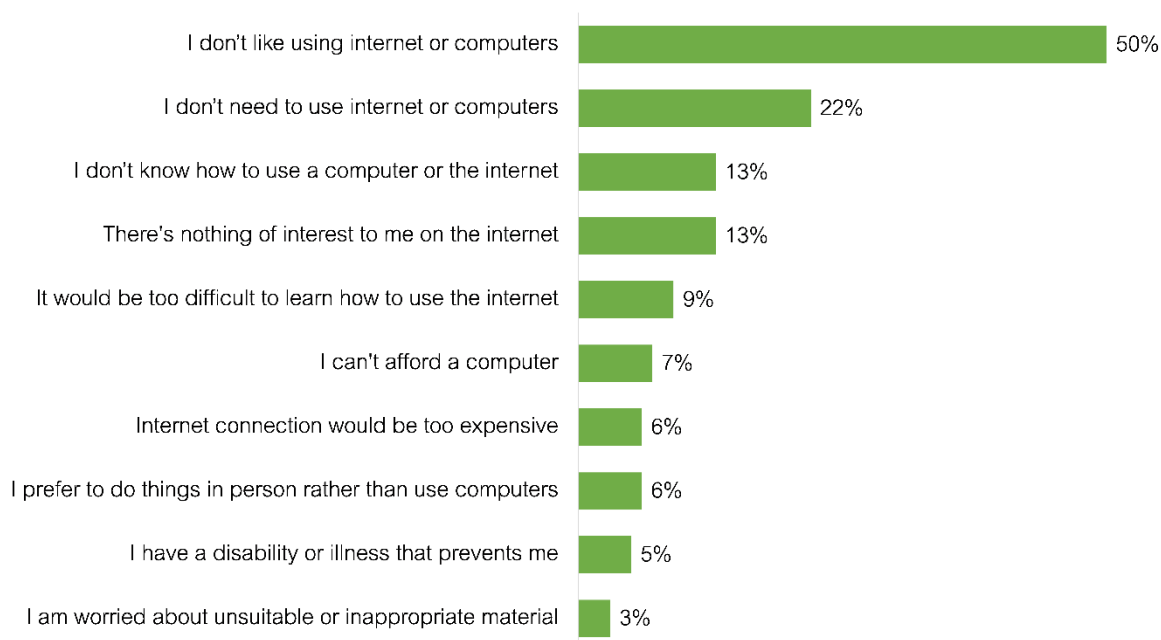 I don't like using internet or computers 50%
I don't need to use internet or computers 22%
I don't know how to use a computer or the internet 13%
There's nothing of interest to me on the internet 13%
It would be too difficult to learn how to use the internet 9%
I can't afford a computer 7%
Internet connection would be too expensive 6%
I prefer to do things in person rather than use computers 6%
I have a disability or illness that prevents me 5%
I am worried about unsuitable or inappropriate material 3%